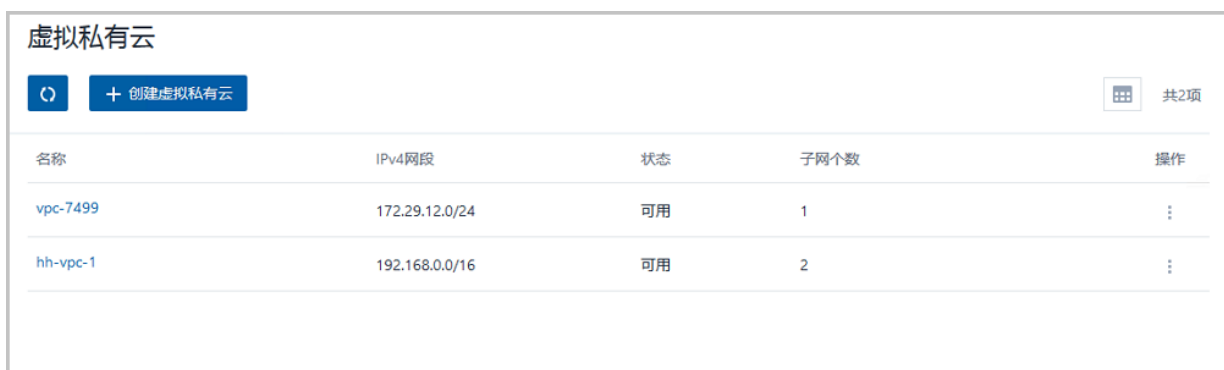 虚拟私有云
创建虚拟私有云
共2项
名称 IPv4网段 状态 子网个数 操作
vpc-7499 172.29.12.0/24 可用 1
hh-vpc-1 192.168.0.0/16 可用 2